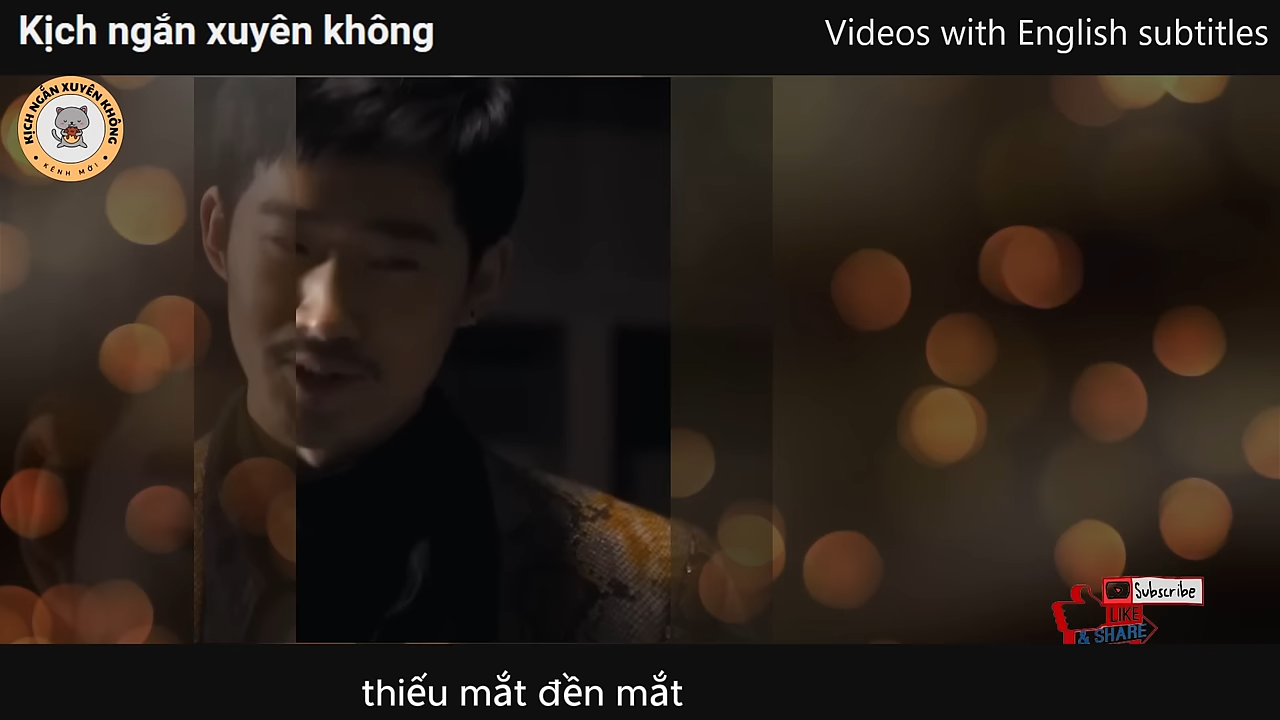 Kịch ngắn xuyên không
Videos with English subtitles
KỊCH NGẮN XUYÊN KHÔNG
KÊNH MỚI
Subscribe
LIKE
& SHARE
thiếu mắt đền mắt